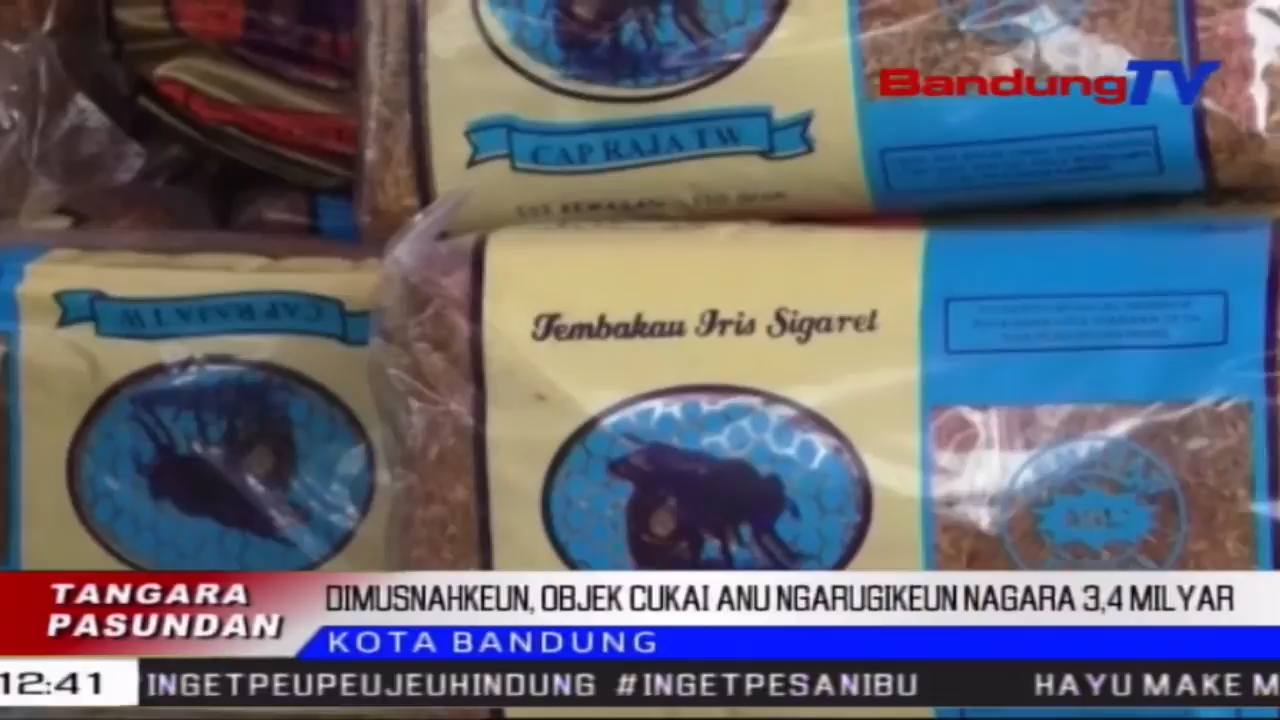 BandungTV
CAP RAJA TW
CAP RAJA TW
Tembakau Iris Sigaret
TANGARA
PASUNDAN
DIMUSNAHKEUN, OBJEK CUKAI ANU NGARUGIKEUN NAGARA 3,4 MILYAR
KOTA BANDUNG
12:41
INGETPEUPEUJEUHINDUNG #INGETPESANIBU HAYU MAKE M